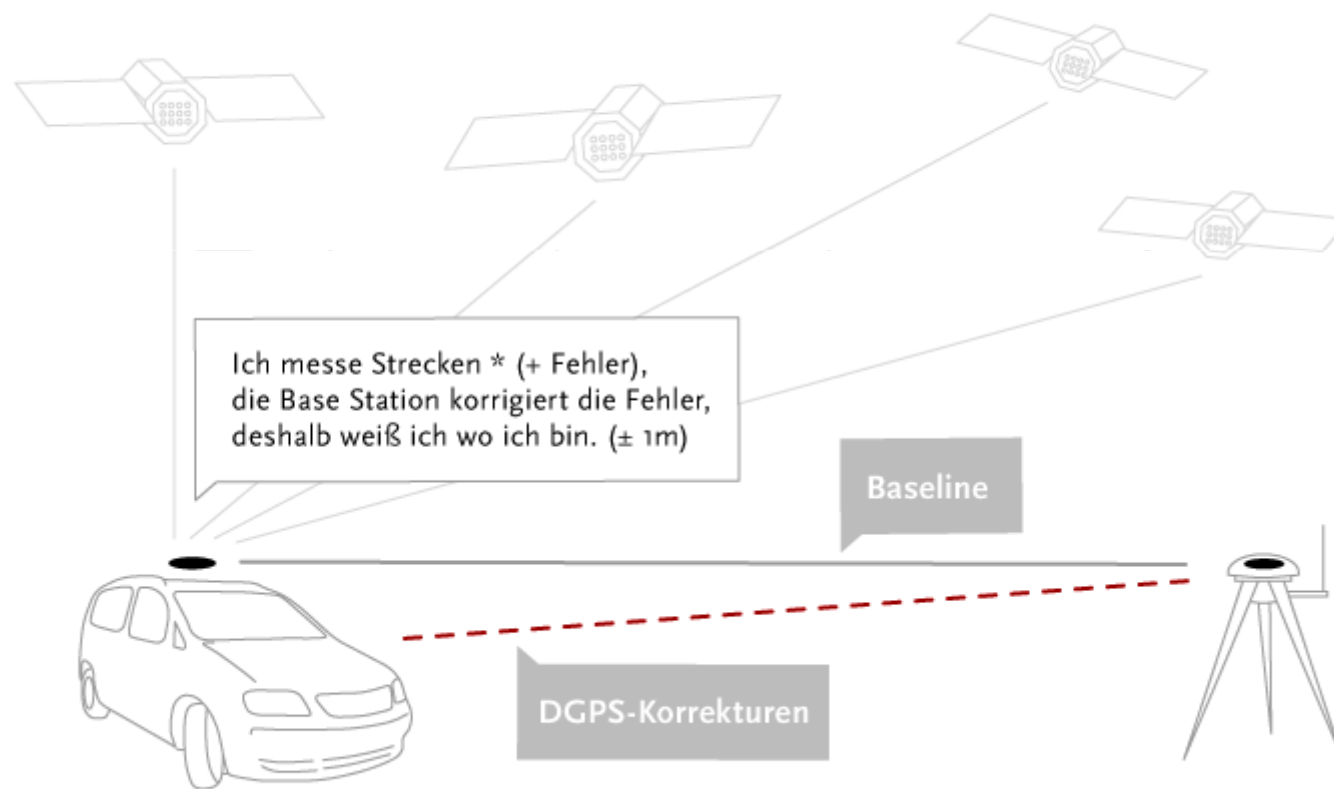 Ich messe Strecken * (+ Fehler),
die Base Station korrigiert die Fehler,
deshalb weiß ich wo ich bin. (± 1m)
Baseline
DGPS-Korrekturen